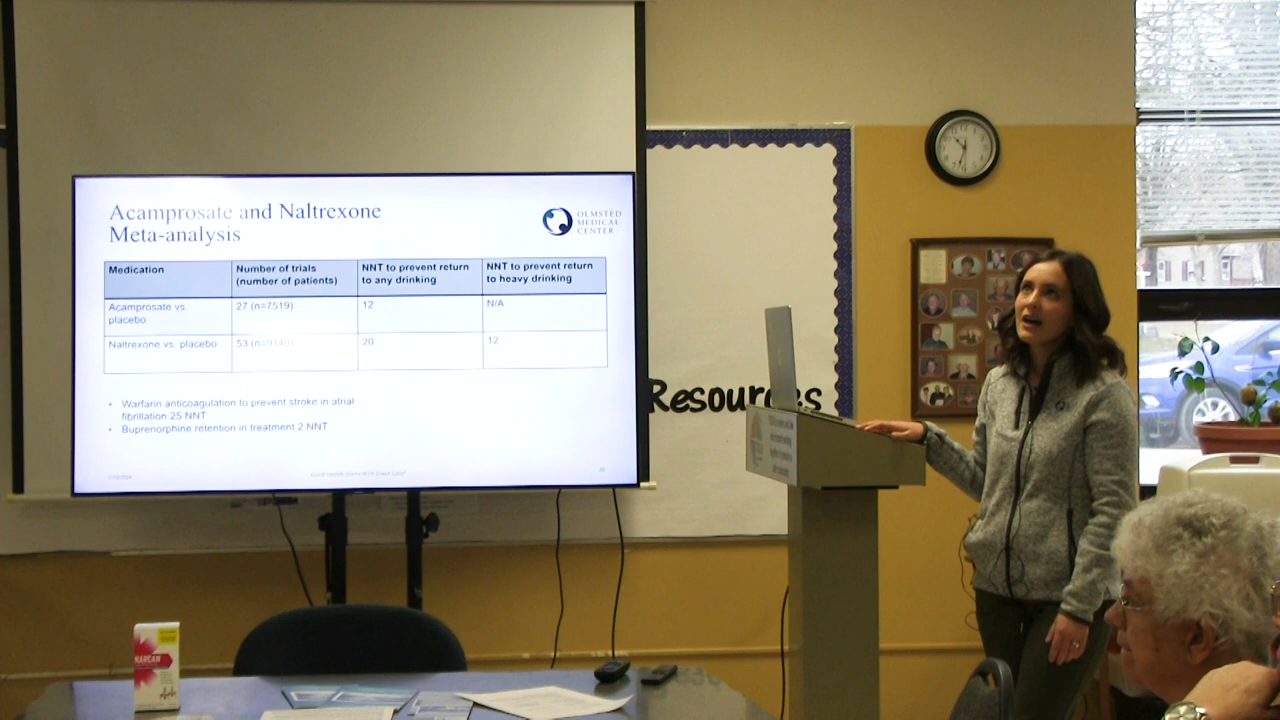 Acamprosate and Naltrexone
Meta-analysis
OLMSTED
MEDICAL
CENTER
Medication
Number of trials
(number of patients)
NNT to prevent return
to any drinking
NNT to prevent return
to heavy drinking
Acamprosate vs.
placebo
27 (n=7519)
12
N/A
Naltrexone vs. placebo
53 (n=9140)
20
12
• Warfarin anticoagulation to prevent stroke in atrial
fibrillation 25 NNT
• Buprenorphine retention in treatment 2 NNT
Resources
NARCAN